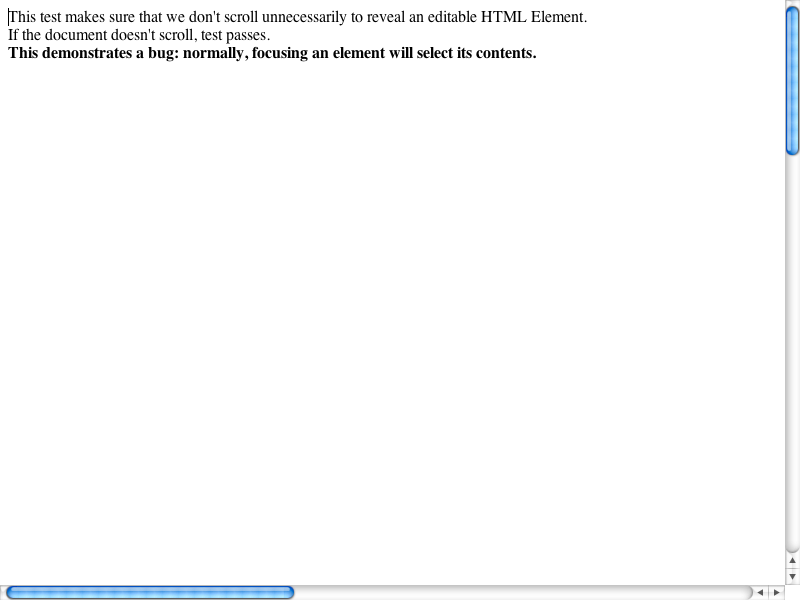 This test makes sure that we don't scroll unnecessarily to reveal an editable HTML Element.
If the document doesn't scroll, test passes.
This demonstrates a bug: normally, focusing an element will select its contents.